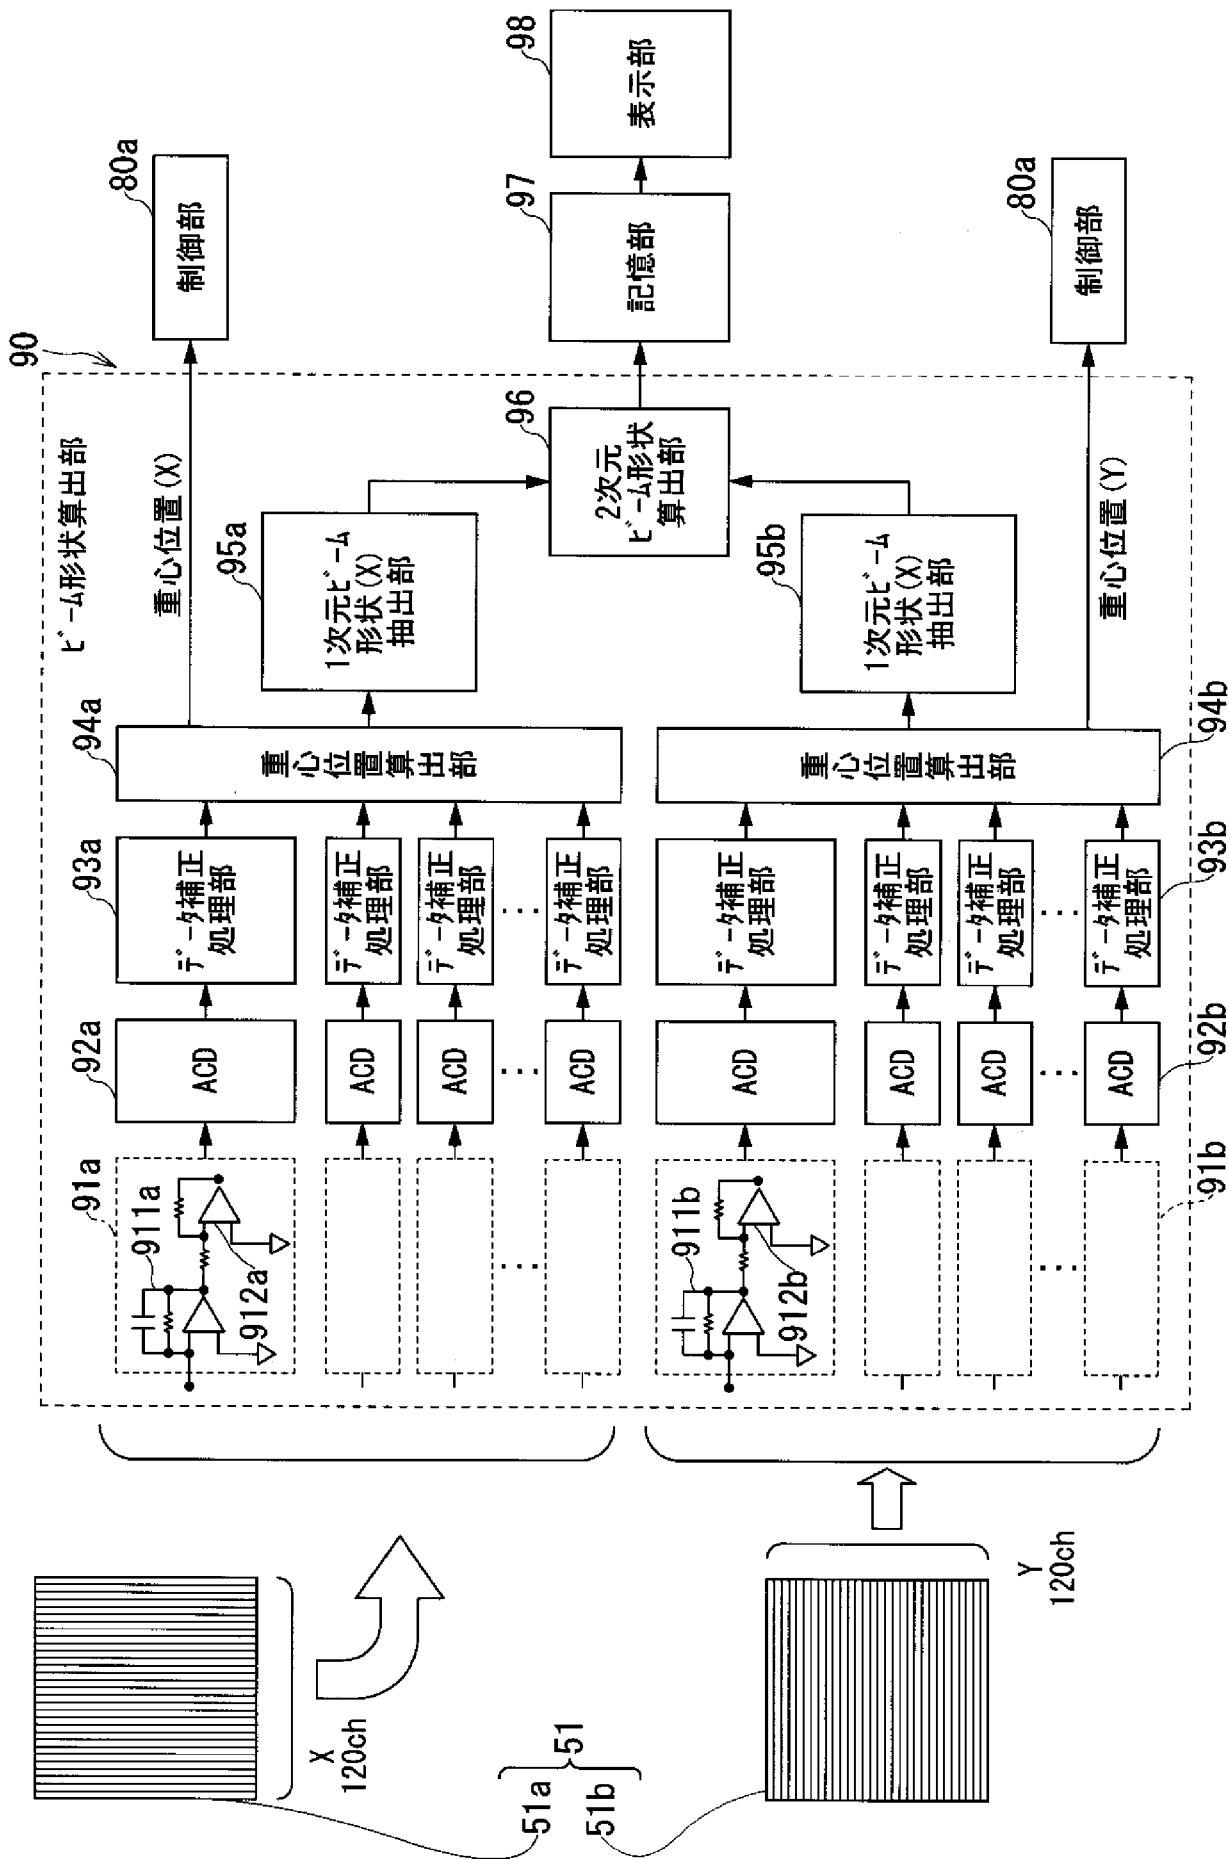 90
ﾋﾞｰﾑ形状算出部
X
120ch
51
51a
51b
Y
120ch
91a
911a
912a
92a
ACD
ACD
ACD
ACD
93a
ﾃﾞｰﾀ補正
処理部
ﾃﾞｰﾀ補正
処理部
ﾃﾞｰﾀ補正
処理部
ﾃﾞｰﾀ補正
処理部
94a
重心位置算出部
重心位置(X)
80a
制御部
95a
1次元ﾋﾞｰﾑ
形状(X)
抽出部
96
2次元
ﾋﾞｰﾑ形状
算出部
97
記憶部
98
表示部
911b
912b
91b
ACD
ACD
ACD
ACD
92b
ﾃﾞｰﾀ補正
処理部
ﾃﾞｰﾀ補正
処理部
ﾃﾞｰﾀ補正
処理部
ﾃﾞｰﾀ補正
処理部
93b
重心位置算出部
94b
95b
1次元ﾋﾞｰﾑ
形状(X)
抽出部
重心位置(Y)
80a
制御部